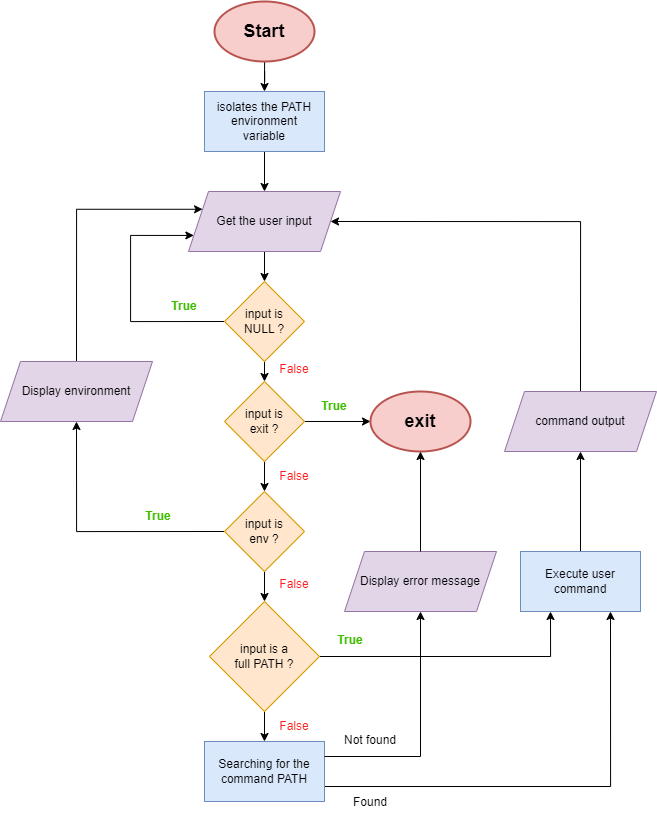 Start
isolates the PATH
environment
variable
Get the user input
True
input is
NULL ?
False
Display environment
input is
exit ?
True
exit
command output
False
True
input is
env ?
False
Display error message
Execute user
command
input is a
full PATH ?
True
False
Not found
Searching for the
command PATH
Found